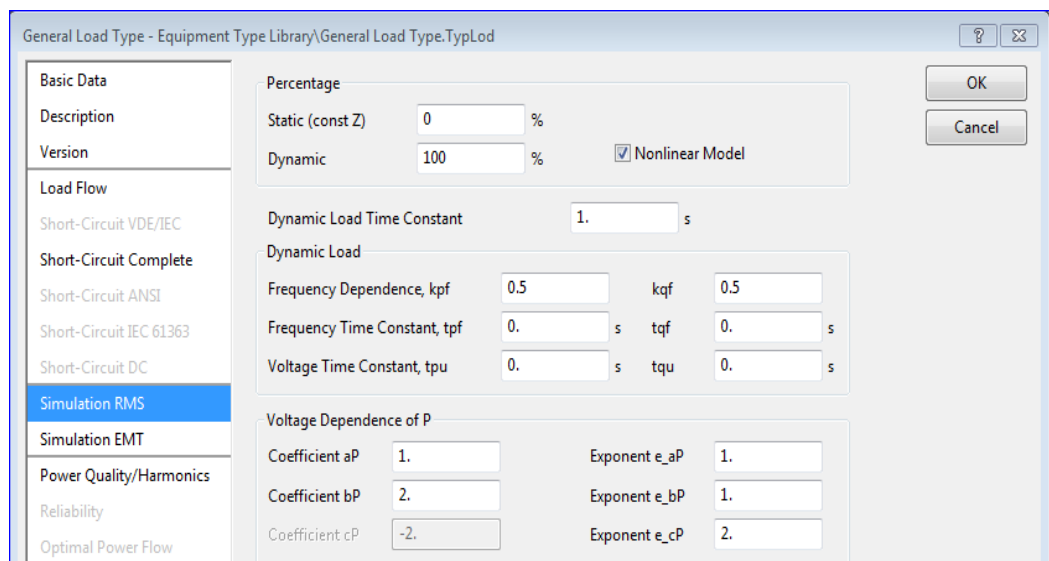 General Load Type - Equipment Type Library\General Load Type.TypLod
Basic Data
Description
Version
Load Flow
Short-Circuit VDE/IEC
Short-Circuit Complete
Short-Circuit ANSI
Short-Circuit IEC 61363
Short-Circuit DC
Simulation RMS
Simulation EMT
Power Quality/Harmonics
Reliability
Optimal Power Flow
Percentage
Static (const Z) 0 %
Dynamic 100 % Nonlinear Model
Dynamic Load Time Constant 1. s
Dynamic Load
Frequency Dependence, kpf 0.5 kqf 0.5
Frequency Time Constant, tpf 0. s tqf 0. s
Voltage Time Constant, tpu 0. s tqu 0. s
Voltage Dependence of P
Coefficient aP 1. Exponent e_aP 1.
Coefficient bP 2. Exponent e_bP 1.
Coefficient cP -2. Exponent e_cP 2.
OK
Cancel